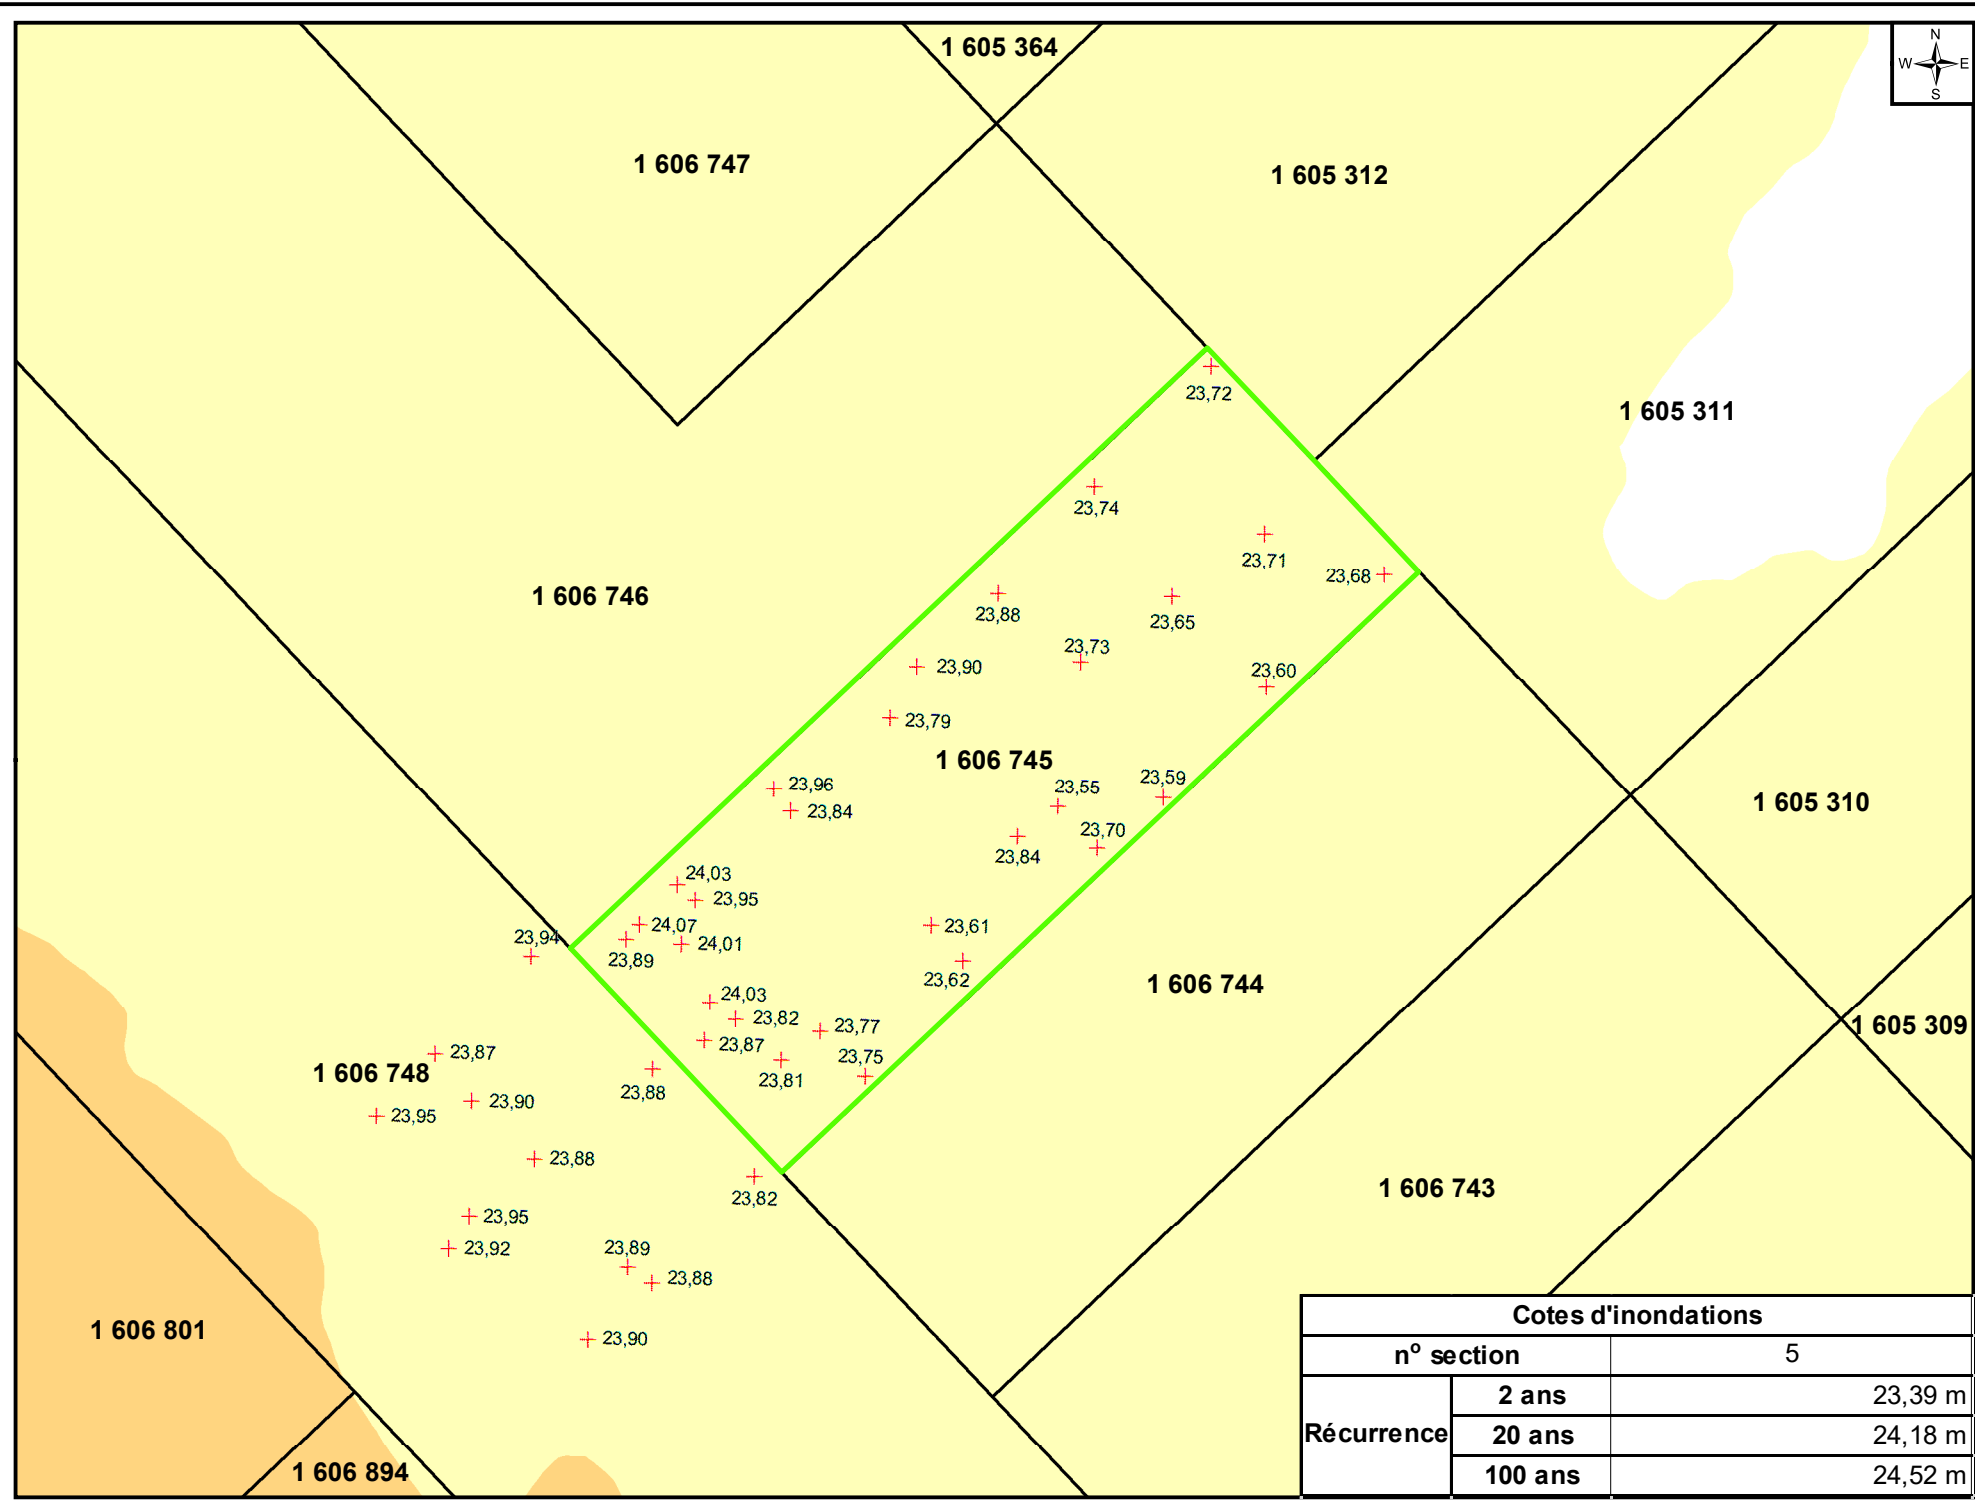 1 605 364
N
W E
S
1 606 747
1 605 312
23,72
1 605 311
23,74
23,71
23,68
1 606 746
23,88
23,65
23,73
23,90
23,60
23,79
1 606 745
23,96
23,55
23,59
23,84
1 605 310
23,70
23,84
24,03
23,95
24,07
23,61
23,94
24,01
23,89
23,62
1 606 744
24,03
23,82
23,77
1 605 309
23,87
23,87
23,75
1 606 748
23,81
23,88
23,90
23,95
23,88
23,82
1 606 743
23,95
23,92
23,89
23,88
1 606 801
23,90
1 606 894
Cotes d'inondations
nº section 5
Récurrence
2 ans 23,39 m
20 ans 24,18 m
100 ans 24,52 m